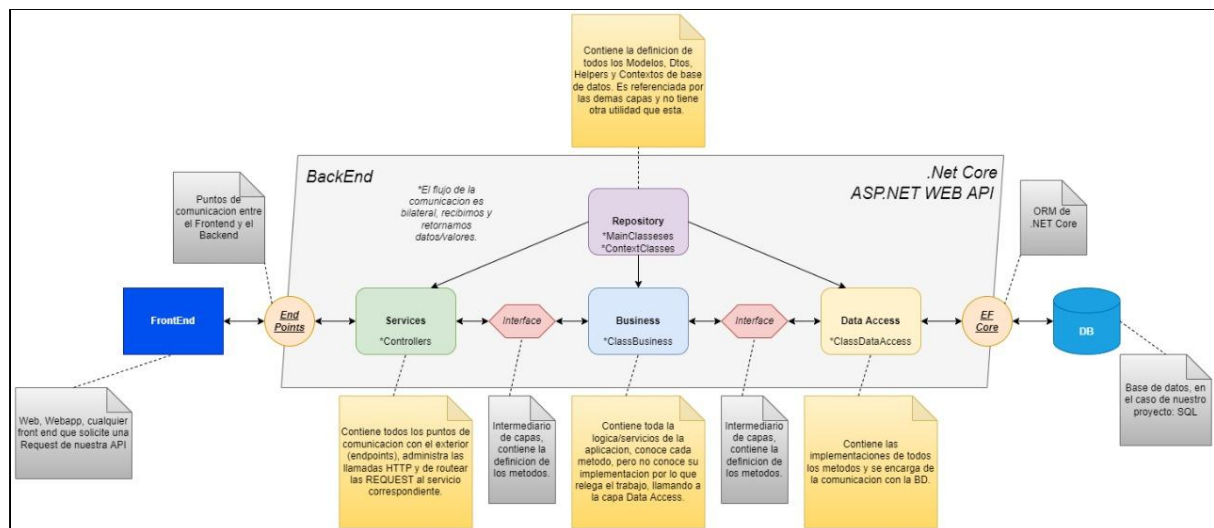 Contiene la definicion de
todos los Modelos, Dtos,
Helpers y Contextos de base
de datos. Es referenciada por
las demas capas y no tiene
otra utilidad que esta.
BackEnd
.Net Core
ASP.NET WEB API
*El flujo de la
comunicacion es
bilateral, recibimos y
retornamos
datos/valores.
Puntos de
comunicacion entre
el Frontend y el
Backend
Repository
*MainClasseses
*ContextClasses
ORM de
.NET Core
FrontEnd
End
Points
Services
*Controllers
Interface
Business
*ClassBusiness
Interface
Data Access
*ClassDataAccess
EF
Core
DB
Web, Webapp, cualquier
front end que solicite una
Request de nuestra API
Contiene todos los puntos de
comunicacion con el exterior
(endpoints), administra las
llamadas HTTP y de routear
las REQUEST al servicio
correspondiente.
Intermediario
de capas,
contiene la
definicion de
los metodos.
Contiene toda la
logica/servicios de la
aplicacion, conoce cada
metodo, pero no conoce su
implementacion por lo que
relega el trabajo, llamando a
la capa Data Access.
Intermediario
de capas,
contiene la
definicion de
los metodos.
Contiene las
implementaciones de todos
los metodos y se encarga de
la comunicacion con la BD.
Base de datos, en
el caso de nuestro
proyecto: SQL